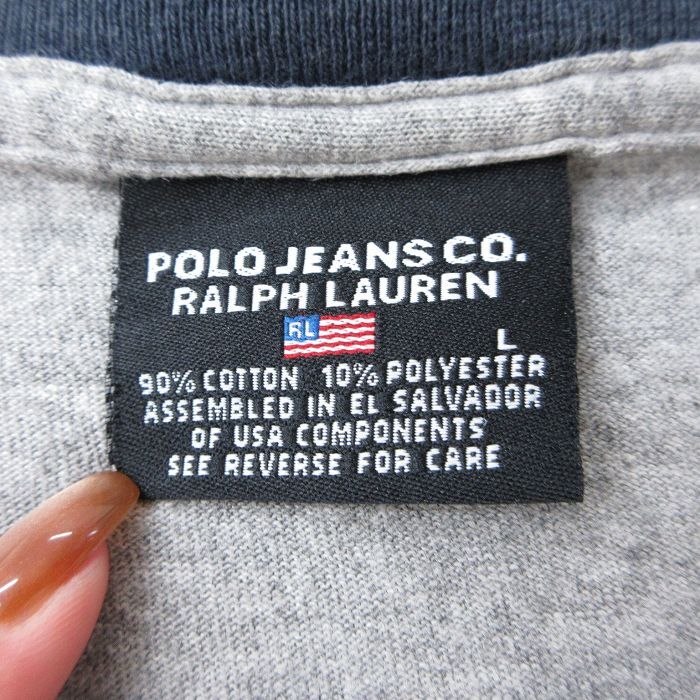 POLO JEANS CO.
RALPH LAUREN
RL
L
90% COTTON 10% POLYESTER
ASSEMBLED IN EL SALVADOR
OF USA COMPONENTS
SEE REVERSE FOR CARE